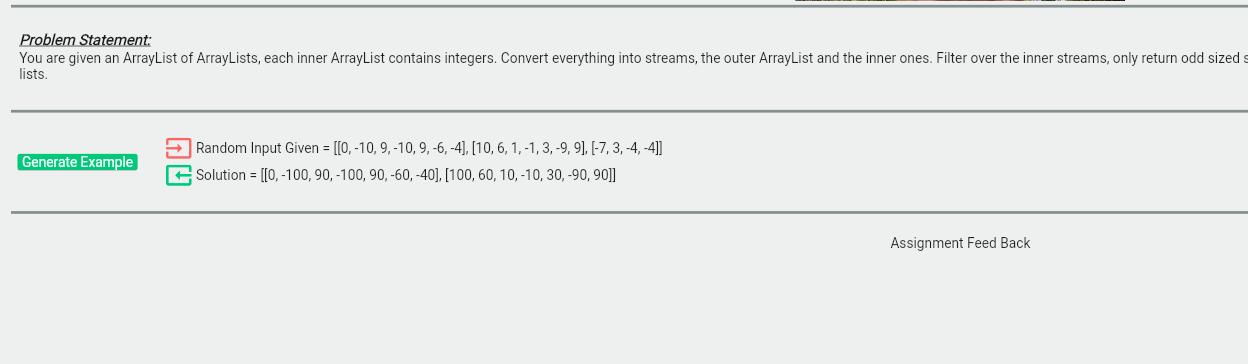 Problem Statement:
You are given an ArrayList of ArrayLists, each inner ArrayList contains integers. Convert everything into streams, the outer ArrayList and the inner ones. Filter over the inner streams, only return odd sized
lists.
Generate Example
Random Input Given = [[0, -10, 9, -10, 9, -6, -4], [10, 6, 1, -1, 3, -9, 9], [-7, 3, -4, -4]]
Solution = [[0, -100, 90, -100, 90, -60, -40], [100, 60, 10, -10, 30, -90, 90]]
Assignment Feed Back